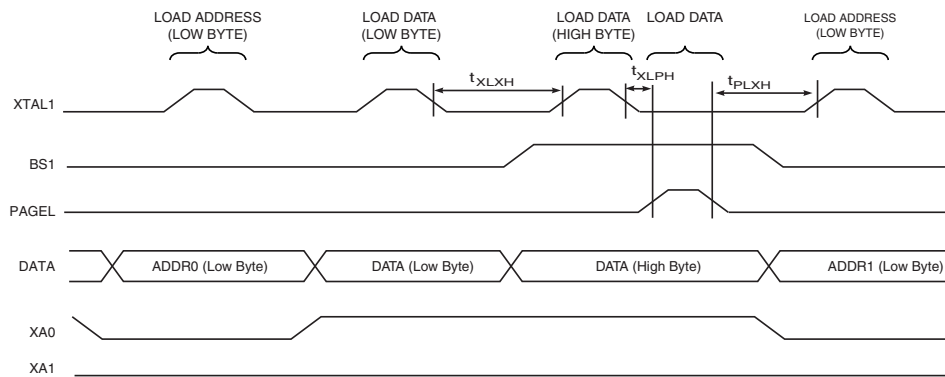 LOAD ADDRESS
(LOW BYTE)
LOAD DATA
(LOW BYTE)
LOAD DATA
(HIGH BYTE)
LOAD DATA
LOAD ADDRESS
(LOW BYTE)
tXLXH
tXLPH
tPLXH
XTAL1
BS1
PAGEL
DATA
ADDR0 (Low Byte)
DATA (Low Byte)
DATA (High Byte)
ADDR1 (Low Byte)
XA0
XA1